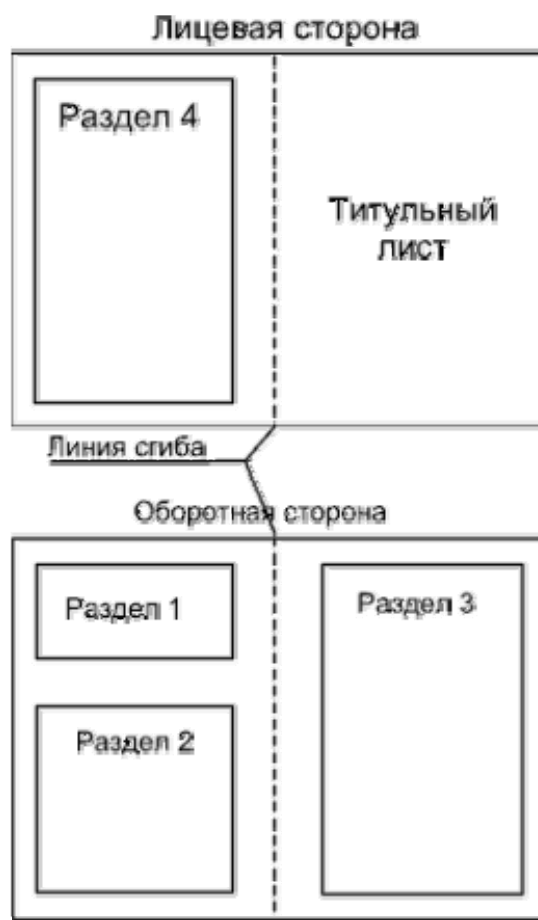 Лицевая сторона
Раздел 4
Титульный
лист
Линия сгиба
Оборотная сторона
Раздел 1
Раздел 3
Раздел 2